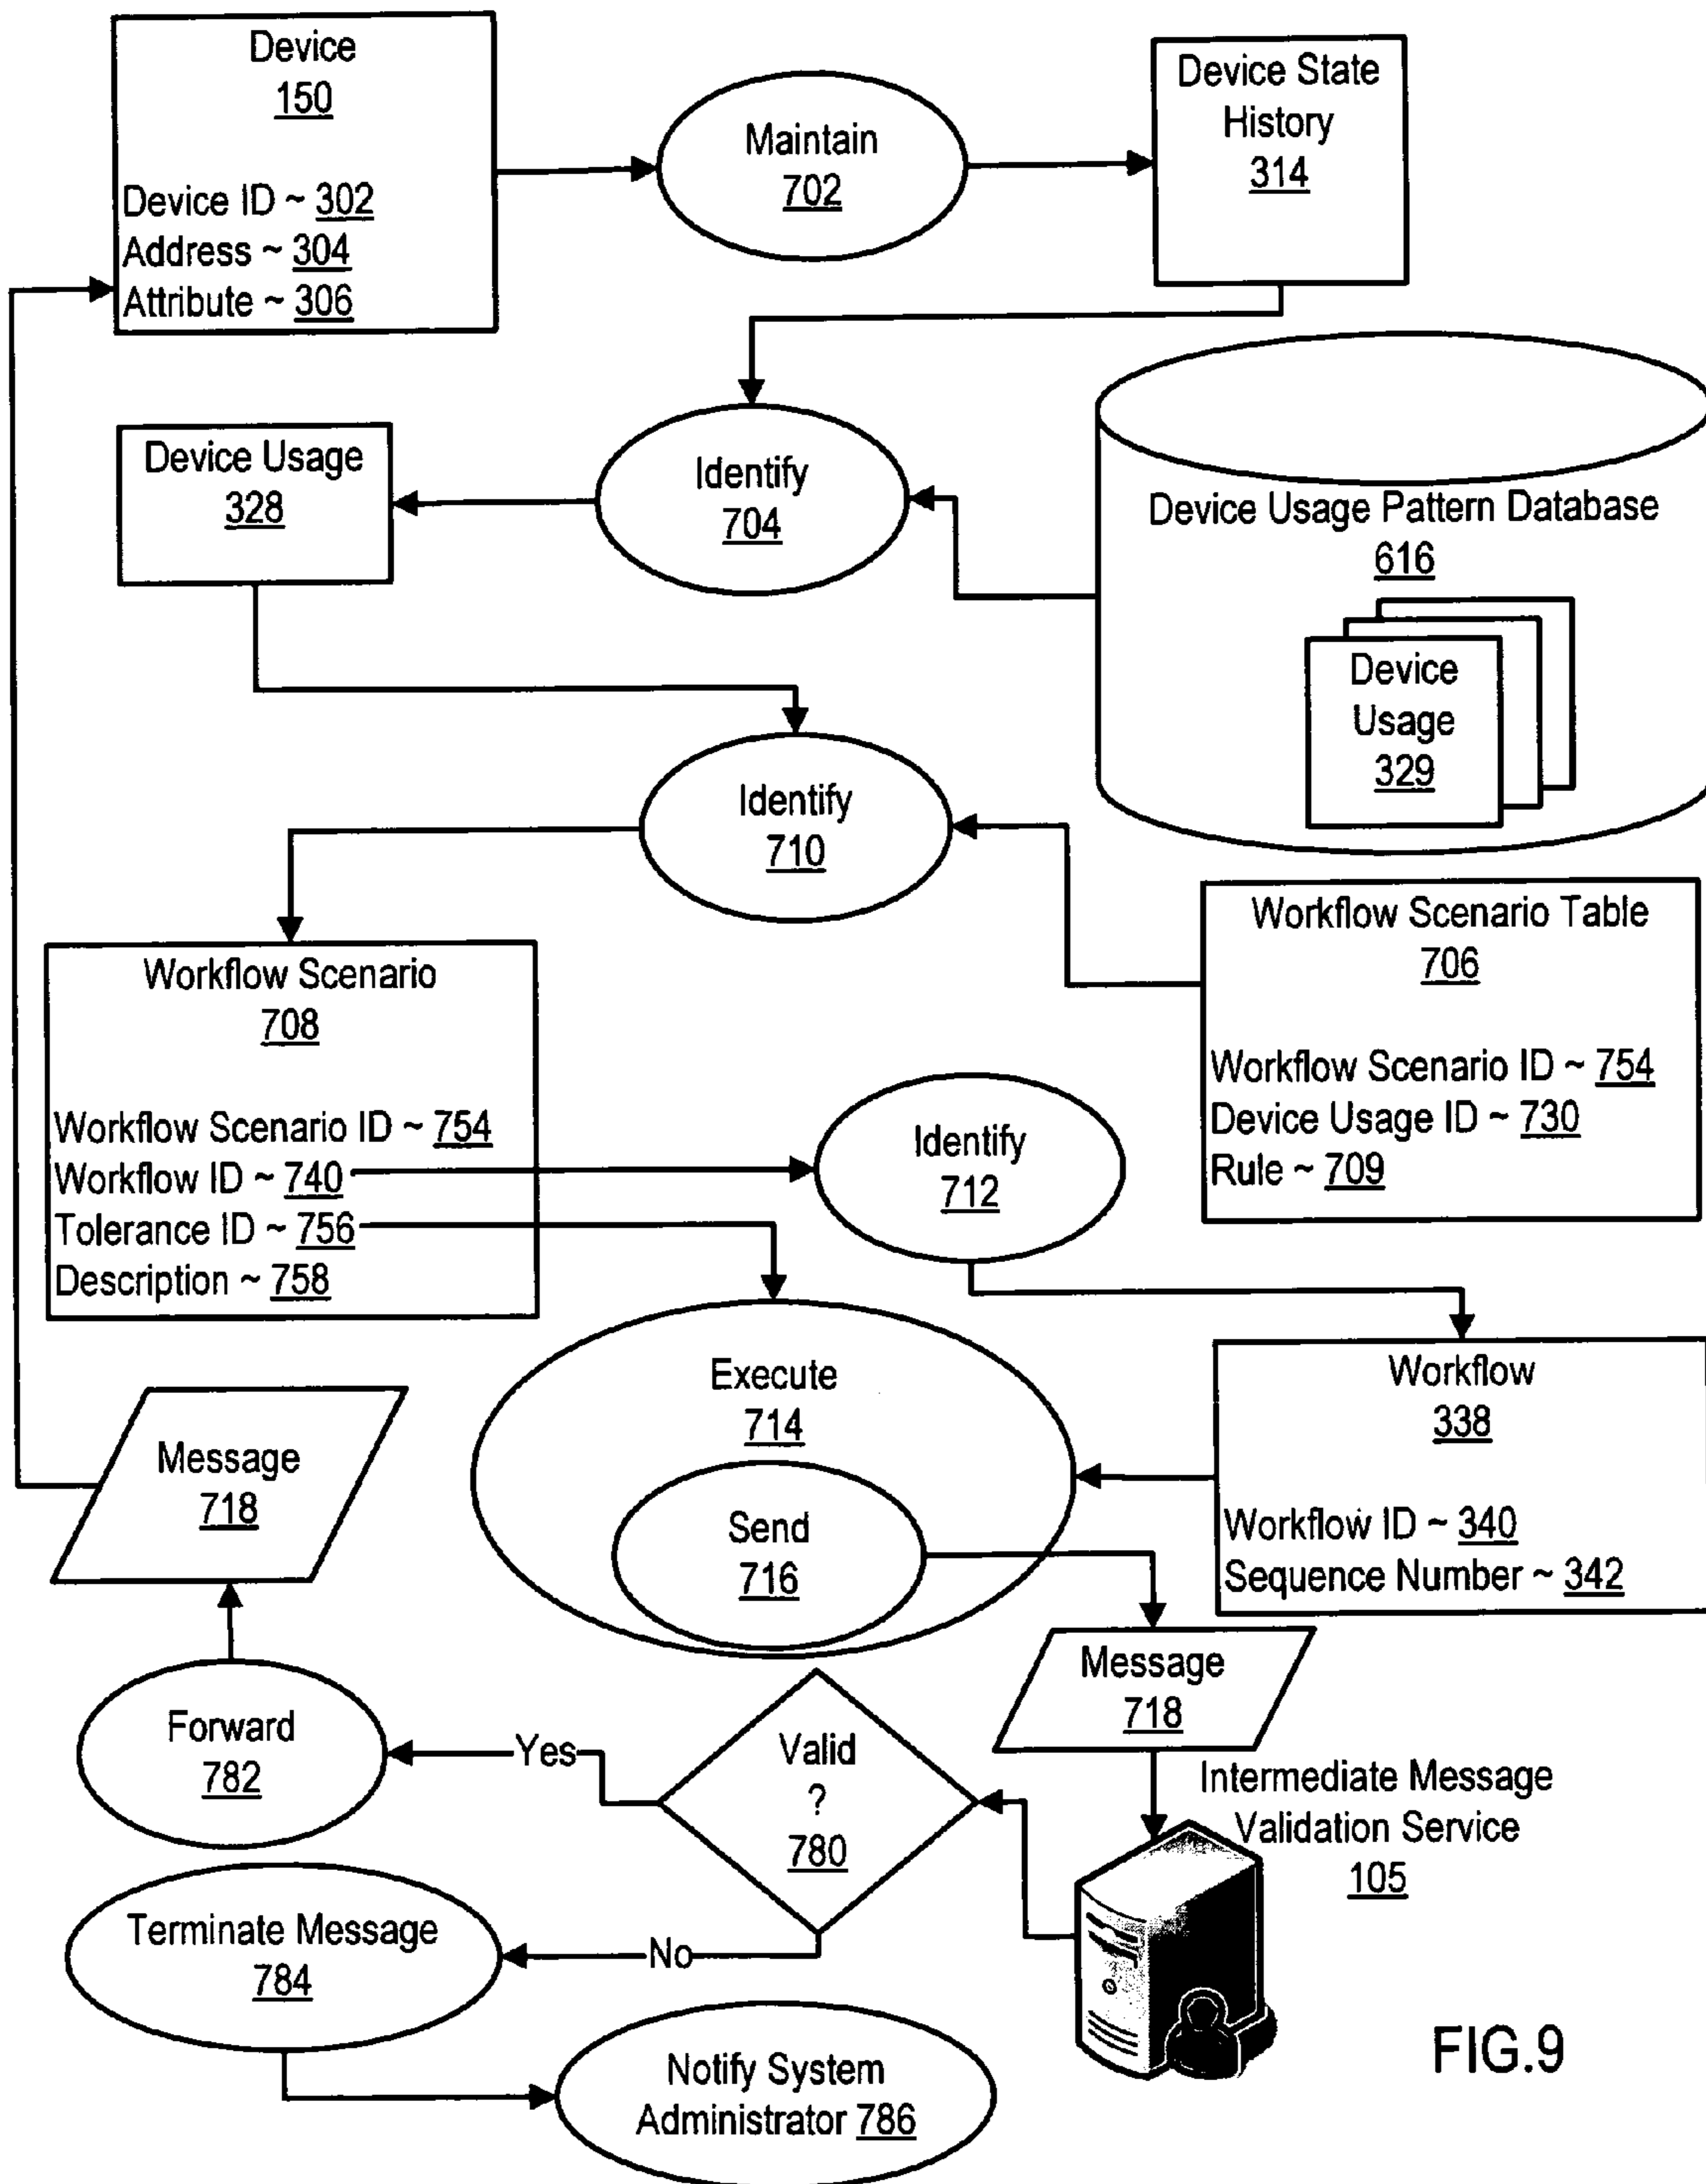 Device
150
Device ID ~ 302
Address ~ 304
Attribute ~ 306
Maintain
702
Device State
History
314
Device Usage
328
Identify
704
Device Usage Pattern Database
616
Device
Usage
329
Identify
710
Workflow Scenario Table
706
Workflow Scenario ID ~ 754
Device Usage ID ~ 730
Rule ~ 709
Workflow Scenario
708
Workflow Scenario ID ~ 754
Workflow ID ~ 740
Tolerance ID ~ 756
Description ~ 758
Identify
712
Execute
714
Send
716
Workflow
338
Workflow ID ~ 340
Sequence Number ~ 342
Message
718
Message
718
Forward
782
Yes
Valid
?
780
Intermediate Message
Validation Service
105
Terminate Message
784
No
Notify System
Administrator 786
FIG.9